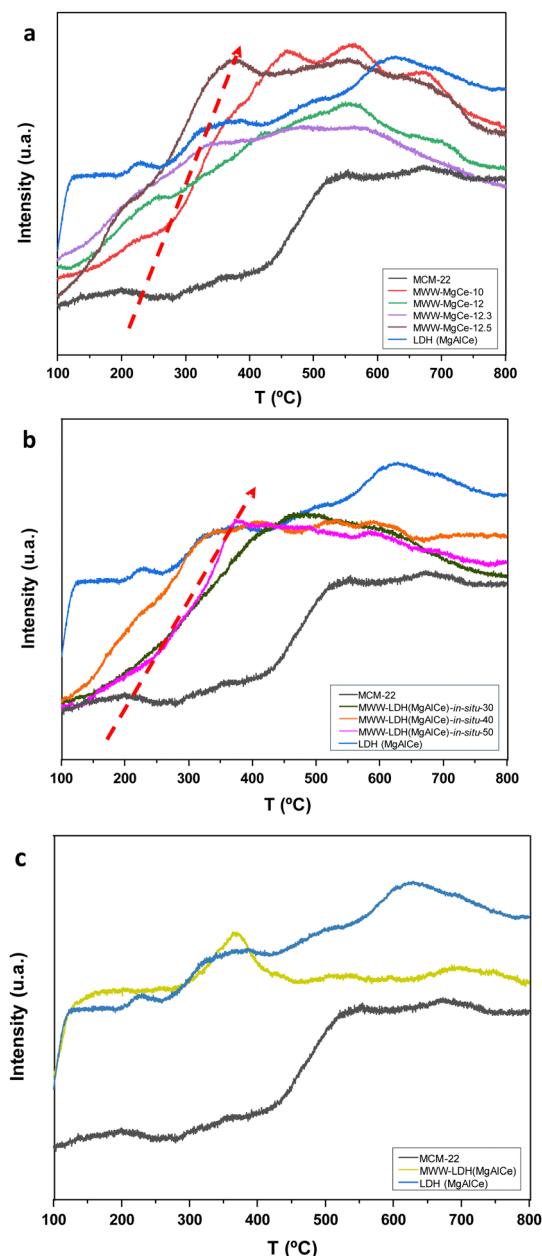 a
Intensity (u.a.)
MCM-22
MWW-MgCe-10
MWW-MgCe-12
MWW-MgCe-12.3
MWW-MgCe-12.5
LDH (MgAlCe)
100 200 300 400 500 600 700 800
T (ºC)
b
Intensity (u.a.)
MCM-22
MWW-LDH(MgAlCe)-in-situ-30
MWW-LDH(MgAlCe)-in-situ-40
MWW-LDH(MgAlCe)-in-situ-50
LDH (MgAlCe)
100 200 300 400 500 600 700 800
T (ºC)
c
Intensity (u.a.)
MCM-22
MWW-LDH(MgAlCe)
LDH (MgAlCe)
100 200 300 400 500 600 700 800
T (ºC)